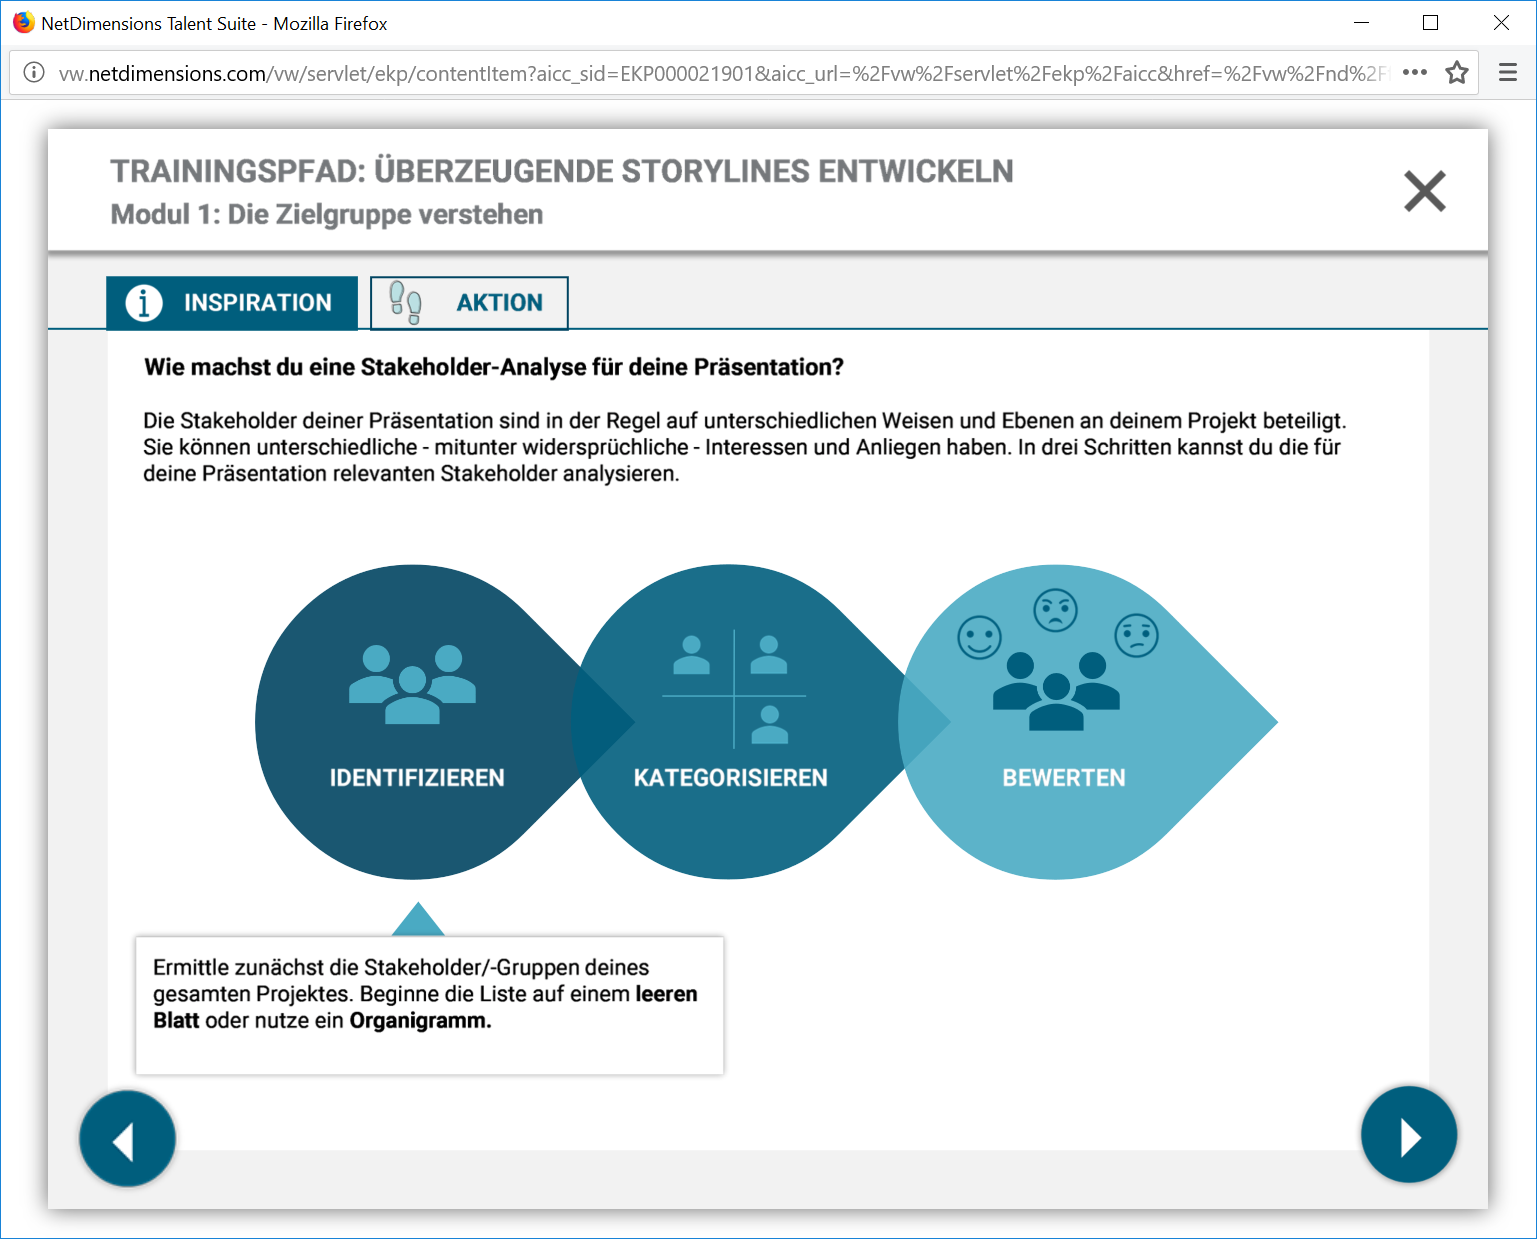 NetDimensions Talent Suite - Mozilla Firefox
vw.netdimensions.com/vw/servlet/ekp/contentItem?aicc_sid=EKP000021901&aicc_url=%2Fvw%2Fservlet%2Fekp%2Faicc&href=%2Fvw%2Fnd%2F
TRAININGSPFAD: ÜBERZEUGENDE STORYLINES ENTWICKELN
Modul 1: Die Zielgruppe verstehen
INSPIRATION
AKTION
Wie machst du eine Stakeholder-Analyse für deine Präsentation?
Die Stakeholder deiner Präsentation sind in der Regel auf unterschiedlichen Weisen und Ebenen an deinem Projekt beteiligt.
Sie können unterschiedliche - mitunter widersprüchliche - Interessen und Anliegen haben. In drei Schritten kannst du die für
deine Präsentation relevanten Stakeholder analysieren.
IDENTIFIZIEREN
KATEGORISIEREN
BEWERTEN
Ermittle zunächst die Stakeholder/-Gruppen deines
gesamten Projektes. Beginne die Liste auf einem leeren
Blatt oder nutze ein Organigramm.